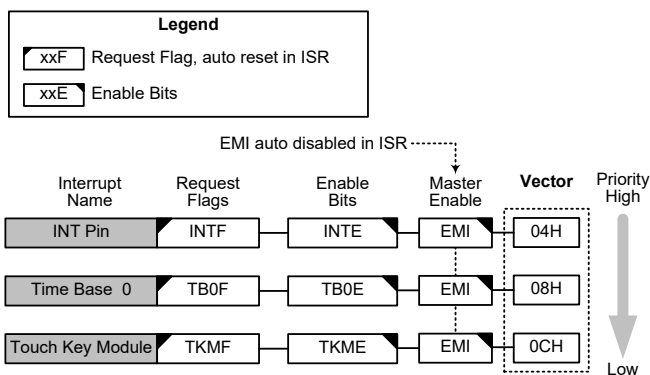 Legend
xxF Request Flag, auto reset in ISR
xxE Enable Bits
EMI auto disabled in ISR
Interrupt Name Request Flags Enable Bits Master Enable Vector Priority High
INT Pin INTF INTE EMI 04H
Time Base 0 TB0F TB0E EMI 08H
Touch Key Module TKMF TKME EMI 0CH
Low